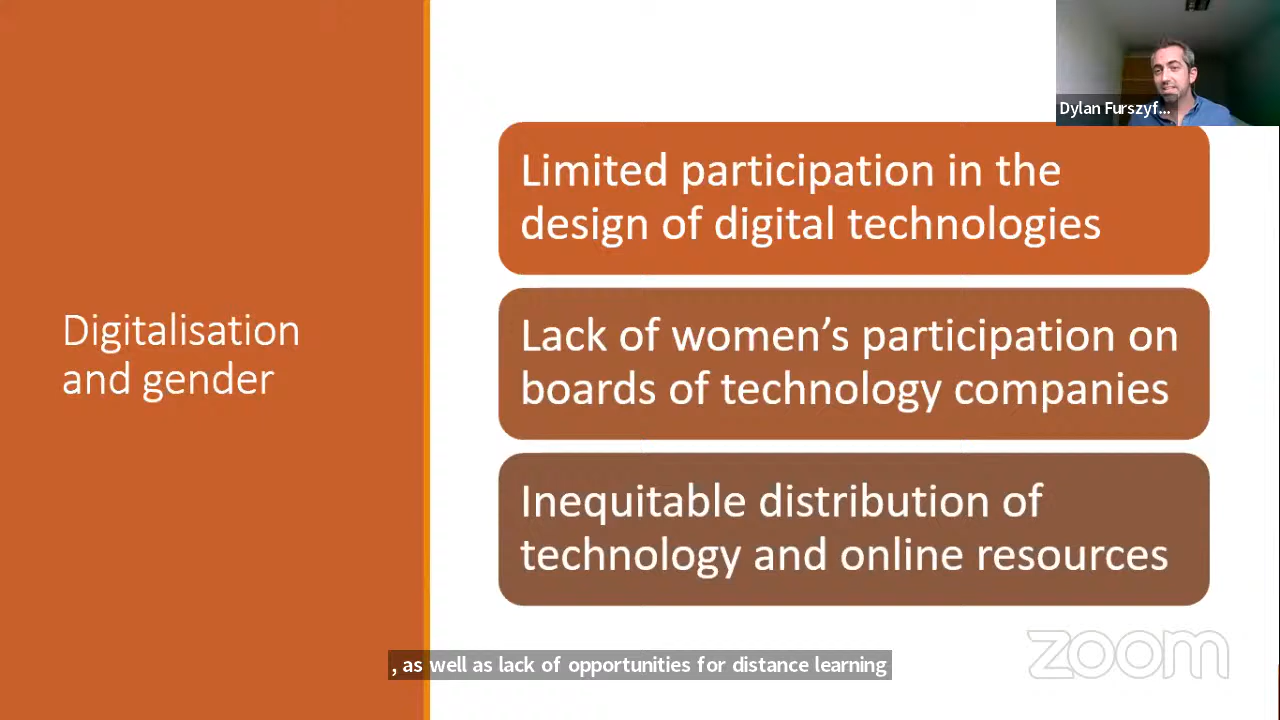 Dylan Furszyf...
Limited participation in the
design of digital technologies
Digitalisation
and gender
Lack of women’s participation on
boards of technology companies
Inequitable distribution of
technology and online resources
, as well as lack of opportunities for distance learning
zoom